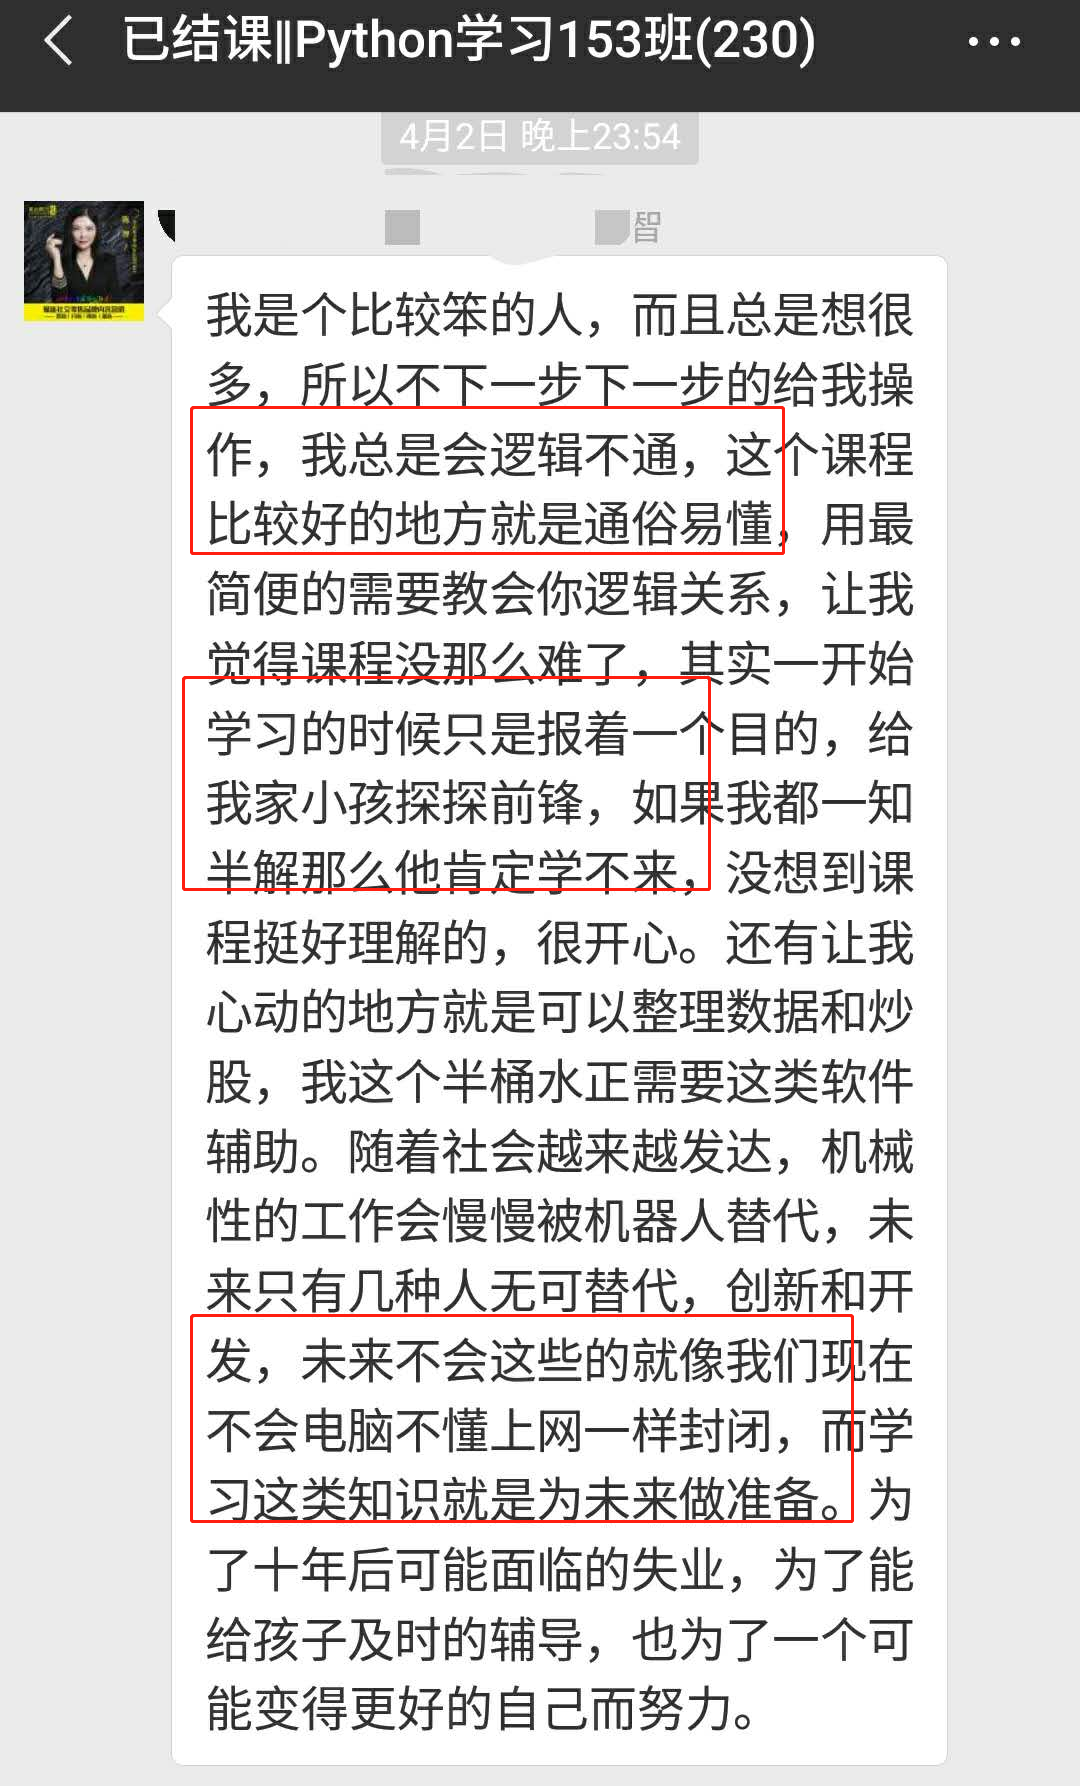 已结课||Python学习153班(230)
4月2日 晚上23:54
智
我是个比较笨的人，而且总是想很
多，所以不下一步下一步的给我操
作，我总是会逻辑不通，这个课程
比较好的地方就是通俗易懂，用最
简便的需要教会你逻辑关系，让我
觉得课程没那么难了，其实一开始
学习的时候只是报着一个目的，给
我家小孩探探前锋，如果我都一知
半解那么他肯定学不来，没想到课
程挺好理解的，很开心。还有让我
心动的地方就是可以整理数据和炒
股，我这个半桶水正需要这类软件
辅助。随着社会越来越发达，机械
性的工作会慢慢被机器人替代，未
来只有几种人无可替代，创新和开
发，未来不会这些的就像我们现在
不会电脑不懂上网一样封闭，而学
习这类知识就是为未来做准备。为
了十年后可能面临的失业，为了能
给孩子及时的辅导，也为了一个可
能变得更好的自己而努力。